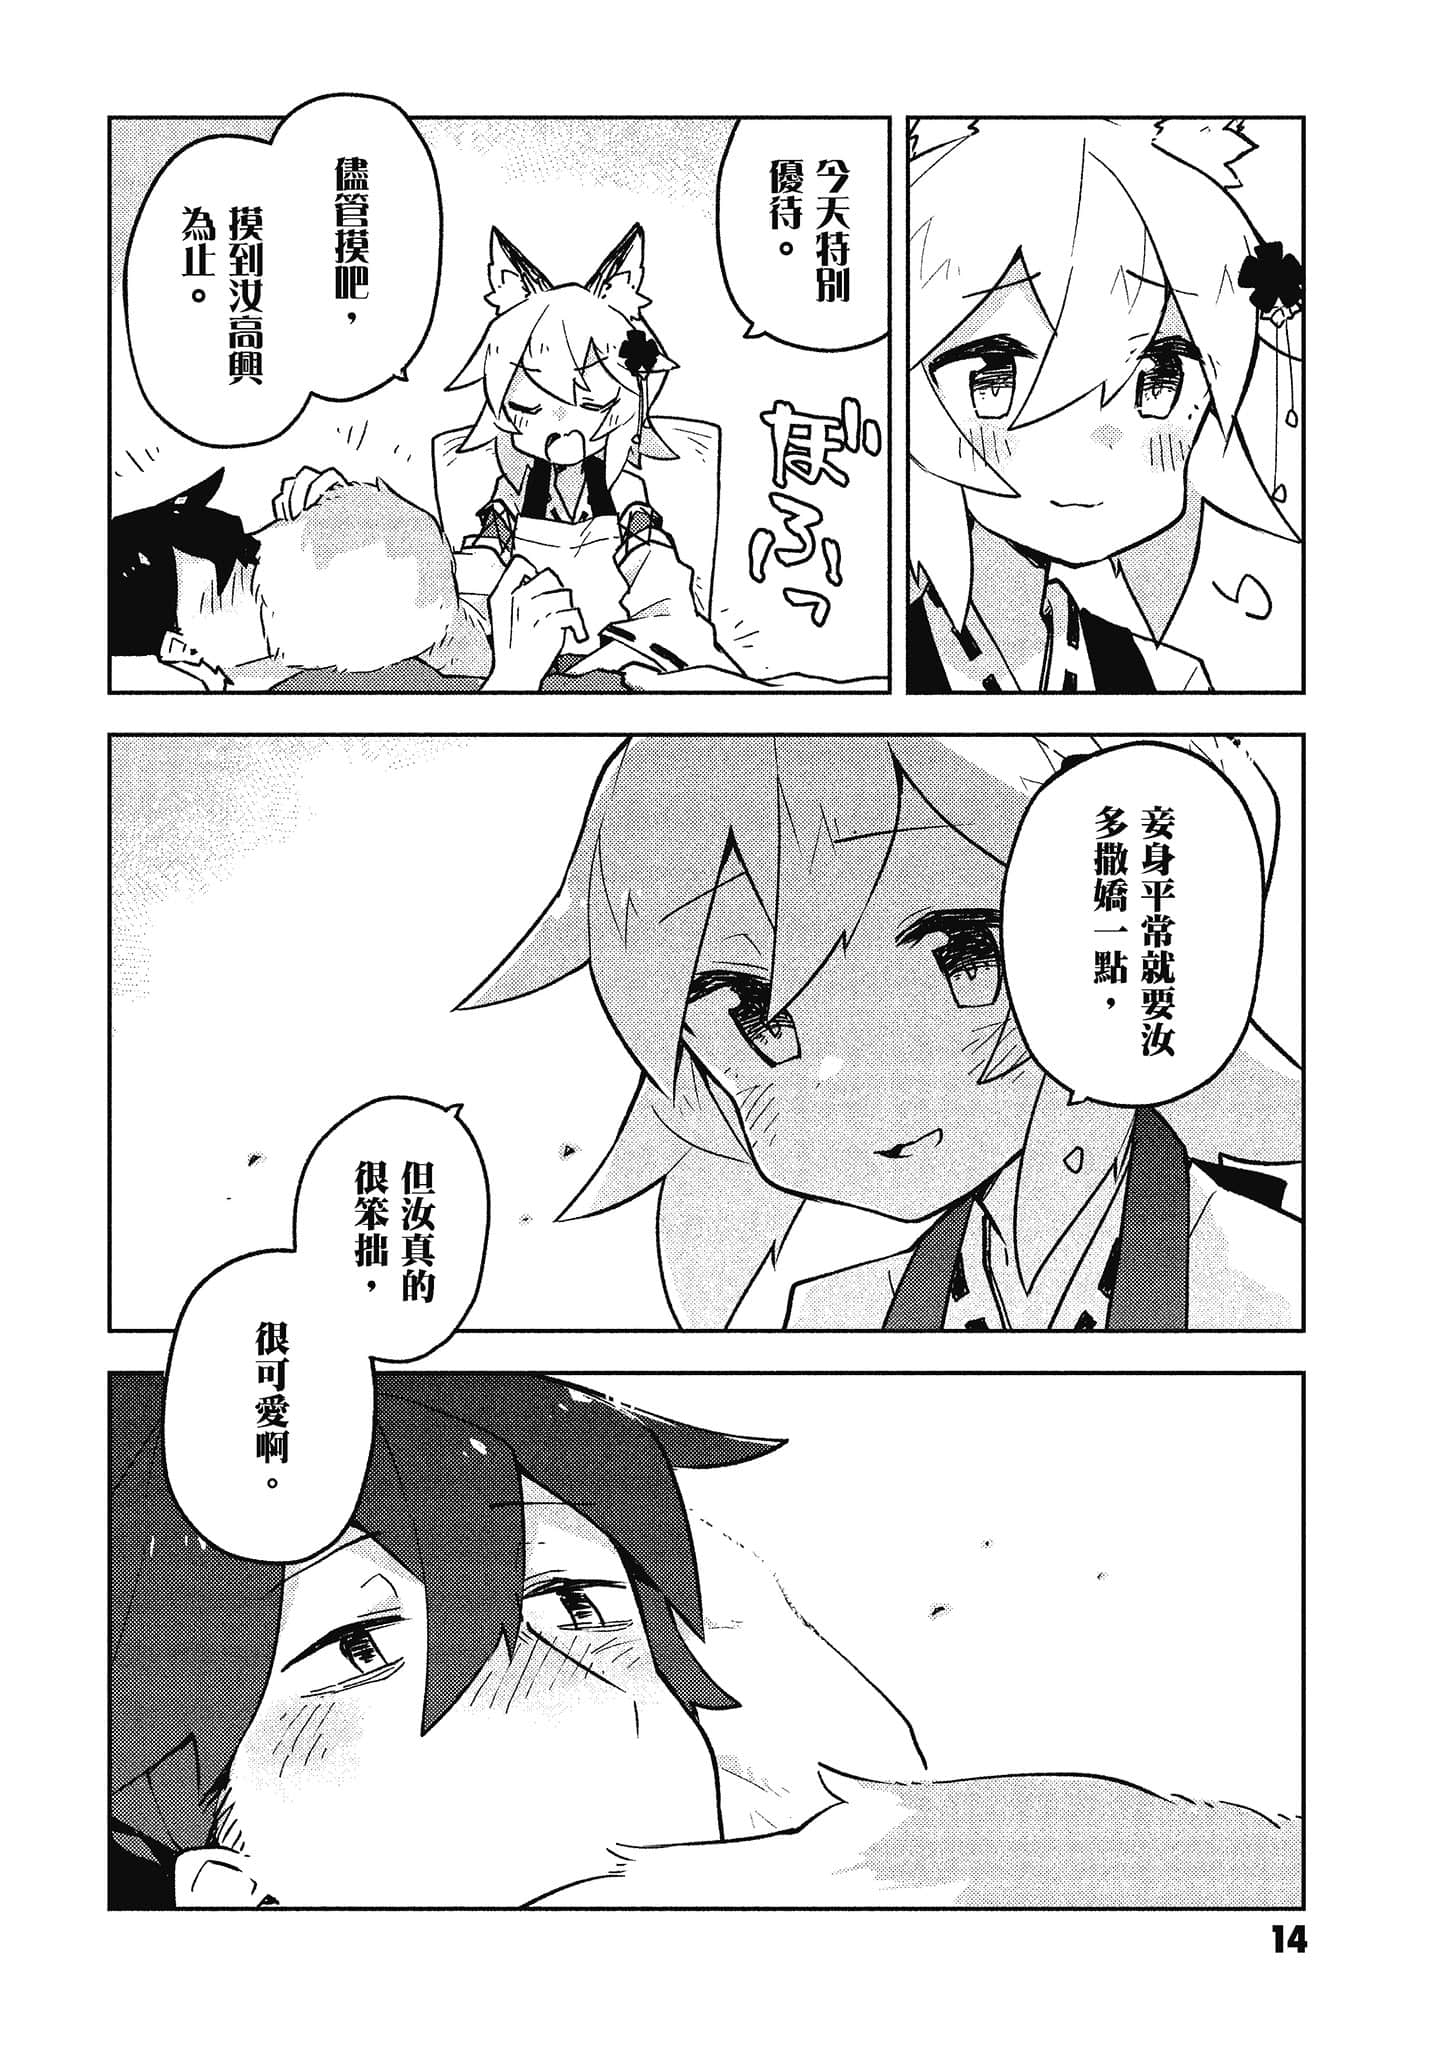 今天特別
優待。
儘管摸吧，
摸到汝高興
為止。
ぼふっ
妾身平常就要汝
多撒嬌一點，
但汝真的
很笨拙，
很可愛啊。
14